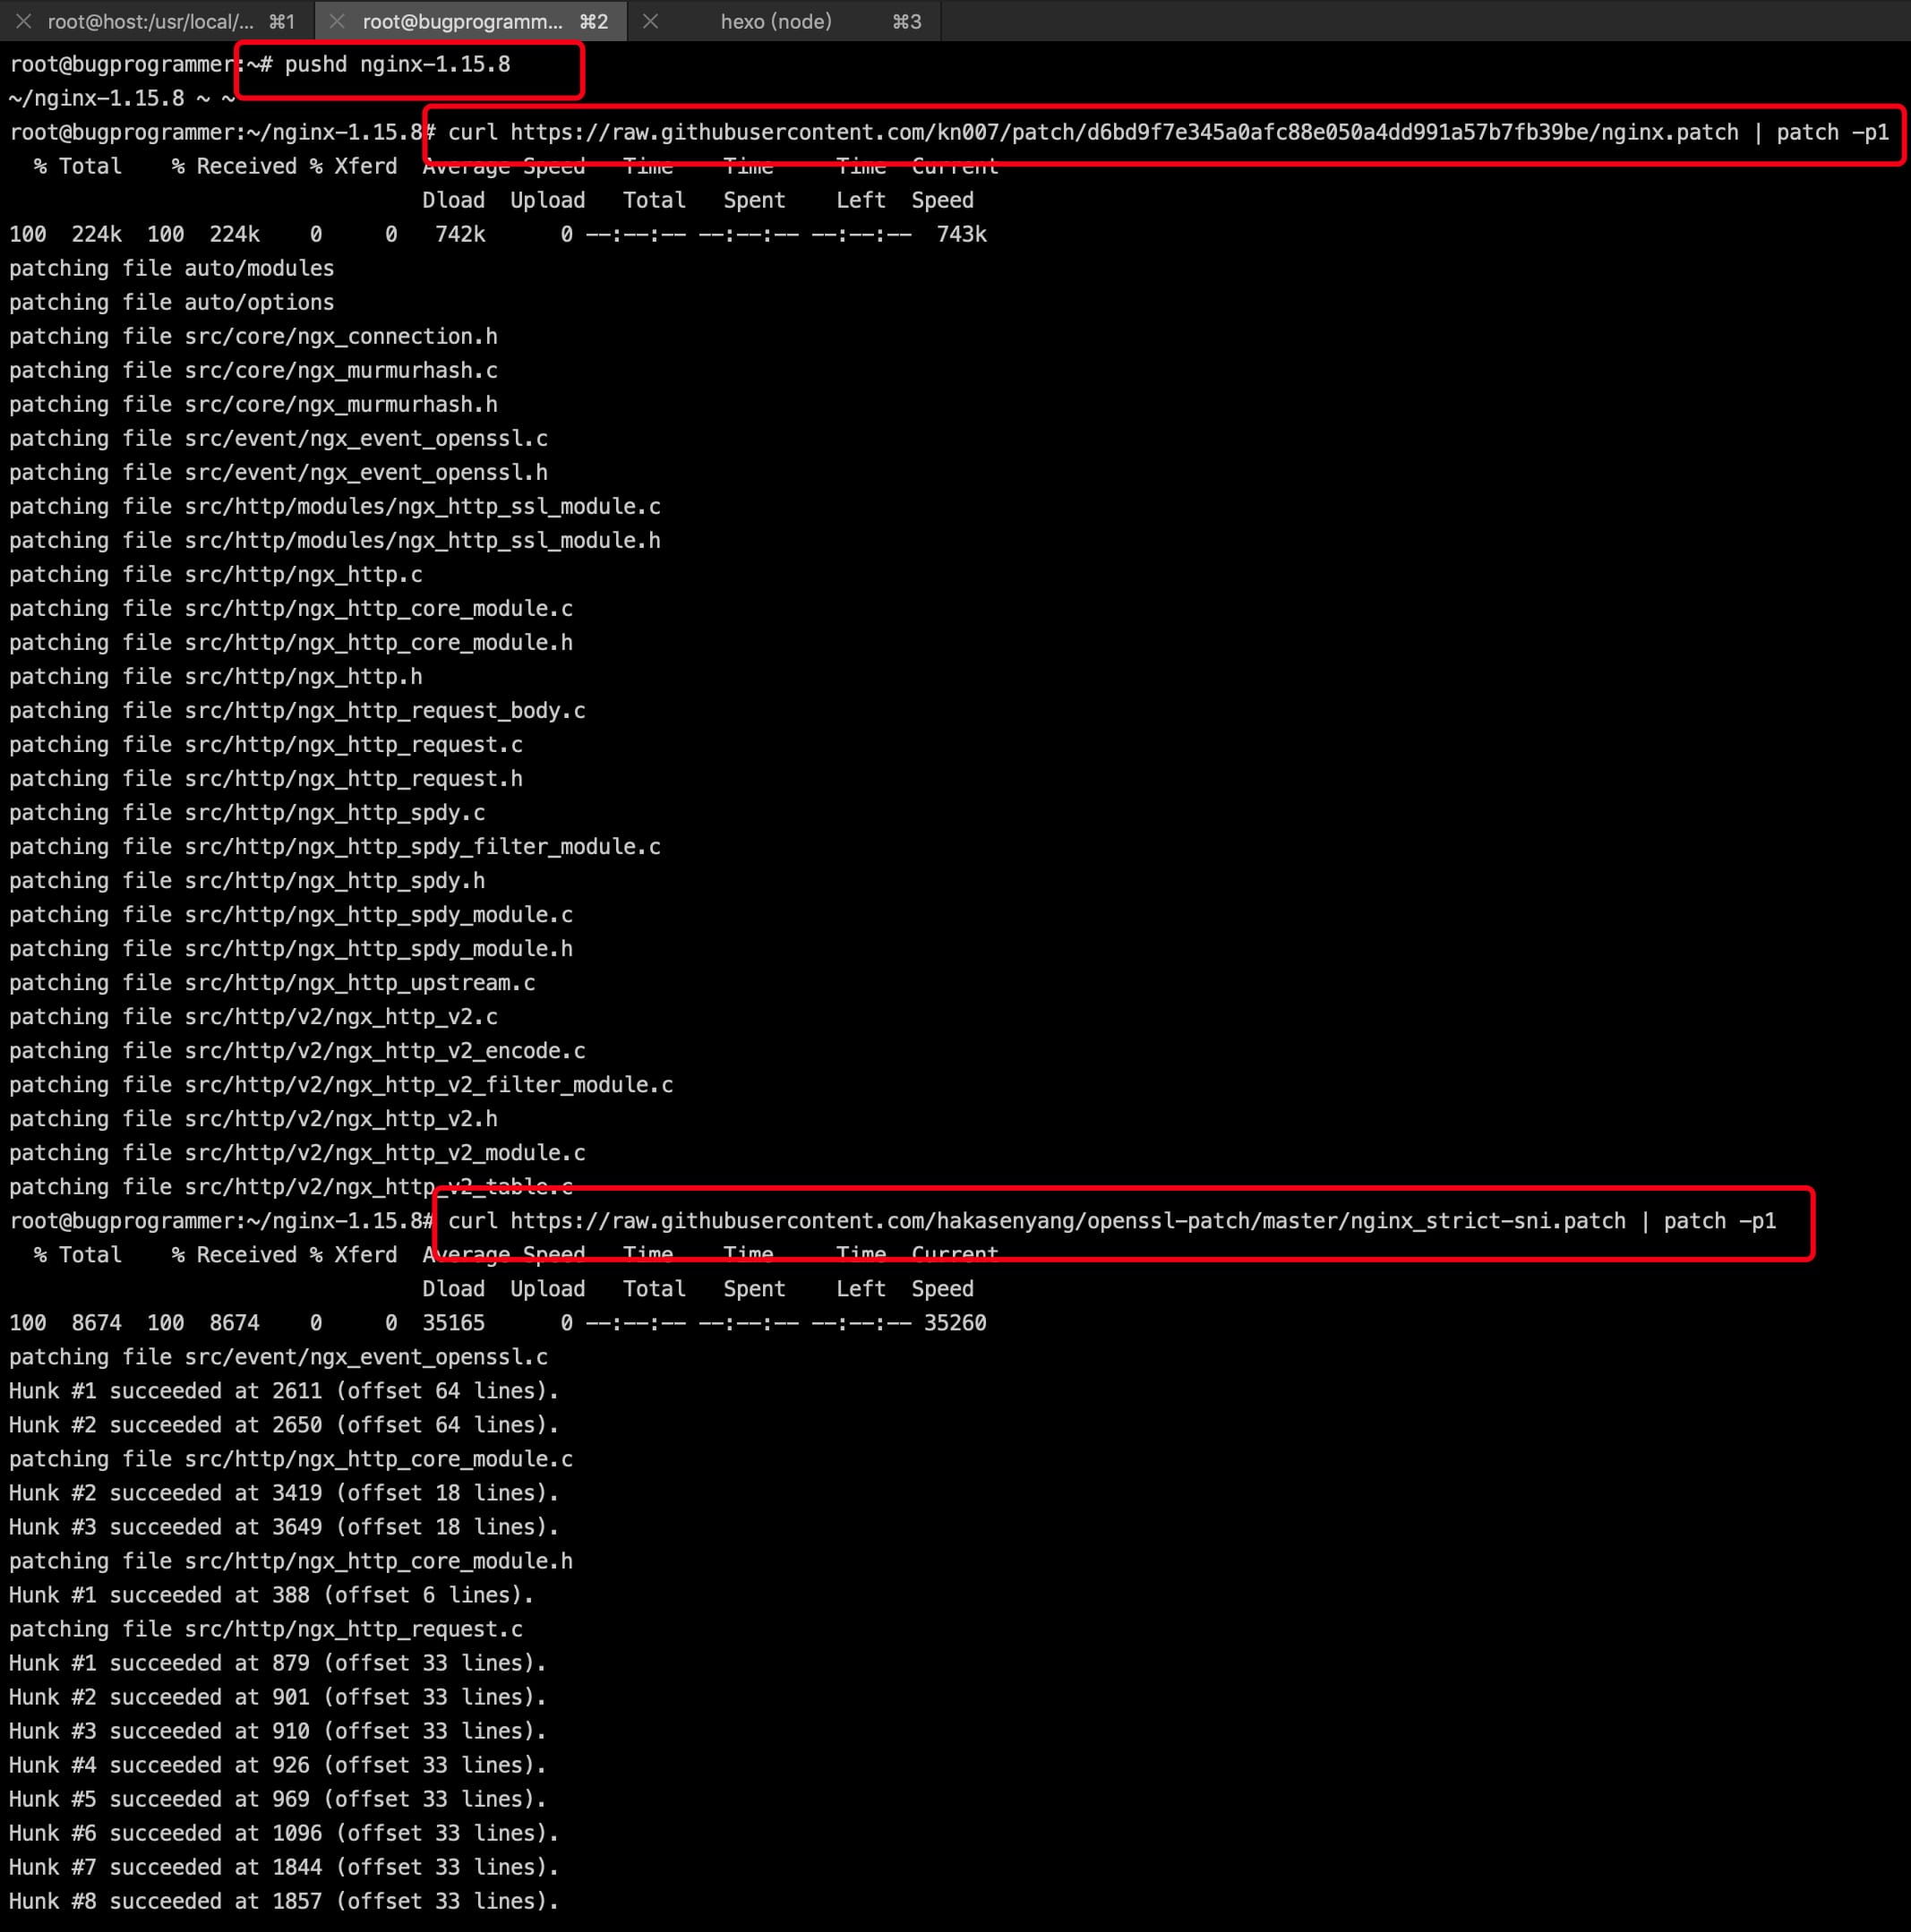 root@host:/usr/local/... ⌘1 root@bugprogramm... ⌘2 hexo (node) ⌘3
root@bugprogrammer:~# pushd nginx-1.15.8
~/nginx-1.15.8 ~ ~
root@bugprogrammer:~/nginx-1.15.8# curl https://raw.githubusercontent.com/kn007/patch/d6bd9f7e345a0afc88e050a4dd991a57b7fb39be/nginx.patch | patch -p1
% Total % Received % Xferd Average Speed Time Time Time Current
Dload Upload Total Spent Left Speed
100 224k 100 224k 0 0 742k 0 --:--:-- --:--:-- --:--:-- 743k
patching file auto/modules
patching file auto/options
patching file src/core/ngx_connection.h
patching file src/core/ngx_murmurhash.c
patching file src/core/ngx_murmurhash.h
patching file src/event/ngx_event_openssl.c
patching file src/event/ngx_event_openssl.h
patching file src/http/modules/ngx_http_ssl_module.c
patching file src/http/modules/ngx_http_ssl_module.h
patching file src/http/ngx_http.c
patching file src/http/ngx_http_core_module.c
patching file src/http/ngx_http_core_module.h
patching file src/http/ngx_http.h
patching file src/http/ngx_http_request_body.c
patching file src/http/ngx_http_request.c
patching file src/http/ngx_http_request.h
patching file src/http/ngx_http_spdy.c
patching file src/http/ngx_http_spdy_filter_module.c
patching file src/http/ngx_http_spdy.h
patching file src/http/ngx_http_spdy_module.c
patching file src/http/ngx_http_spdy_module.h
patching file src/http/ngx_http_upstream.c
patching file src/http/v2/ngx_http_v2.c
patching file src/http/v2/ngx_http_v2_encode.c
patching file src/http/v2/ngx_http_v2_filter_module.c
patching file src/http/v2/ngx_http_v2.h
patching file src/http/v2/ngx_http_v2_module.c
patching file src/http/v2/ngx_http_v2_table.c
root@bugprogrammer:~/nginx-1.15.8# curl https://raw.githubusercontent.com/hakasenyang/openssl-patch/master/nginx_strict-sni.patch | patch -p1
% Total % Received % Xferd Average Speed Time Time Time Current
Dload Upload Total Spent Left Speed
100 8674 100 8674 0 0 35165 0 --:--:-- --:--:-- --:--:-- 35260
patching file src/event/ngx_event_openssl.c
Hunk #1 succeeded at 2611 (offset 64 lines).
Hunk #2 succeeded at 2650 (offset 64 lines).
patching file src/http/ngx_http_core_module.c
Hunk #2 succeeded at 3419 (offset 18 lines).
Hunk #3 succeeded at 3649 (offset 18 lines).
patching file src/http/ngx_http_core_module.h
Hunk #1 succeeded at 388 (offset 6 lines).
patching file src/http/ngx_http_request.c
Hunk #1 succeeded at 879 (offset 33 lines).
Hunk #2 succeeded at 901 (offset 33 lines).
Hunk #3 succeeded at 910 (offset 33 lines).
Hunk #4 succeeded at 926 (offset 33 lines).
Hunk #5 succeeded at 969 (offset 33 lines).
Hunk #6 succeeded at 1096 (offset 33 lines).
Hunk #7 succeeded at 1844 (offset 33 lines).
Hunk #8 succeeded at 1857 (offset 33 lines).